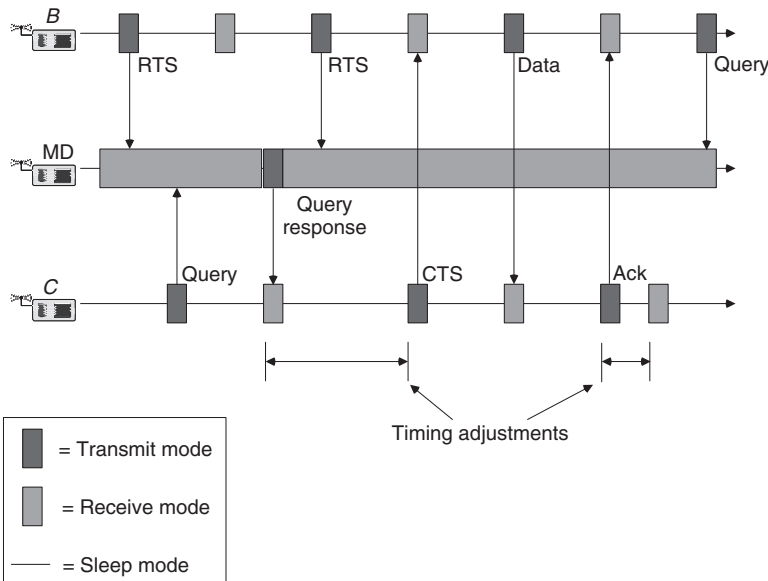 B
RTS
RTS
Data
Query
MD
Query
response
Query
CTS
Ack
C
Timing adjustments
= Transmit mode
= Receive mode
= Sleep mode